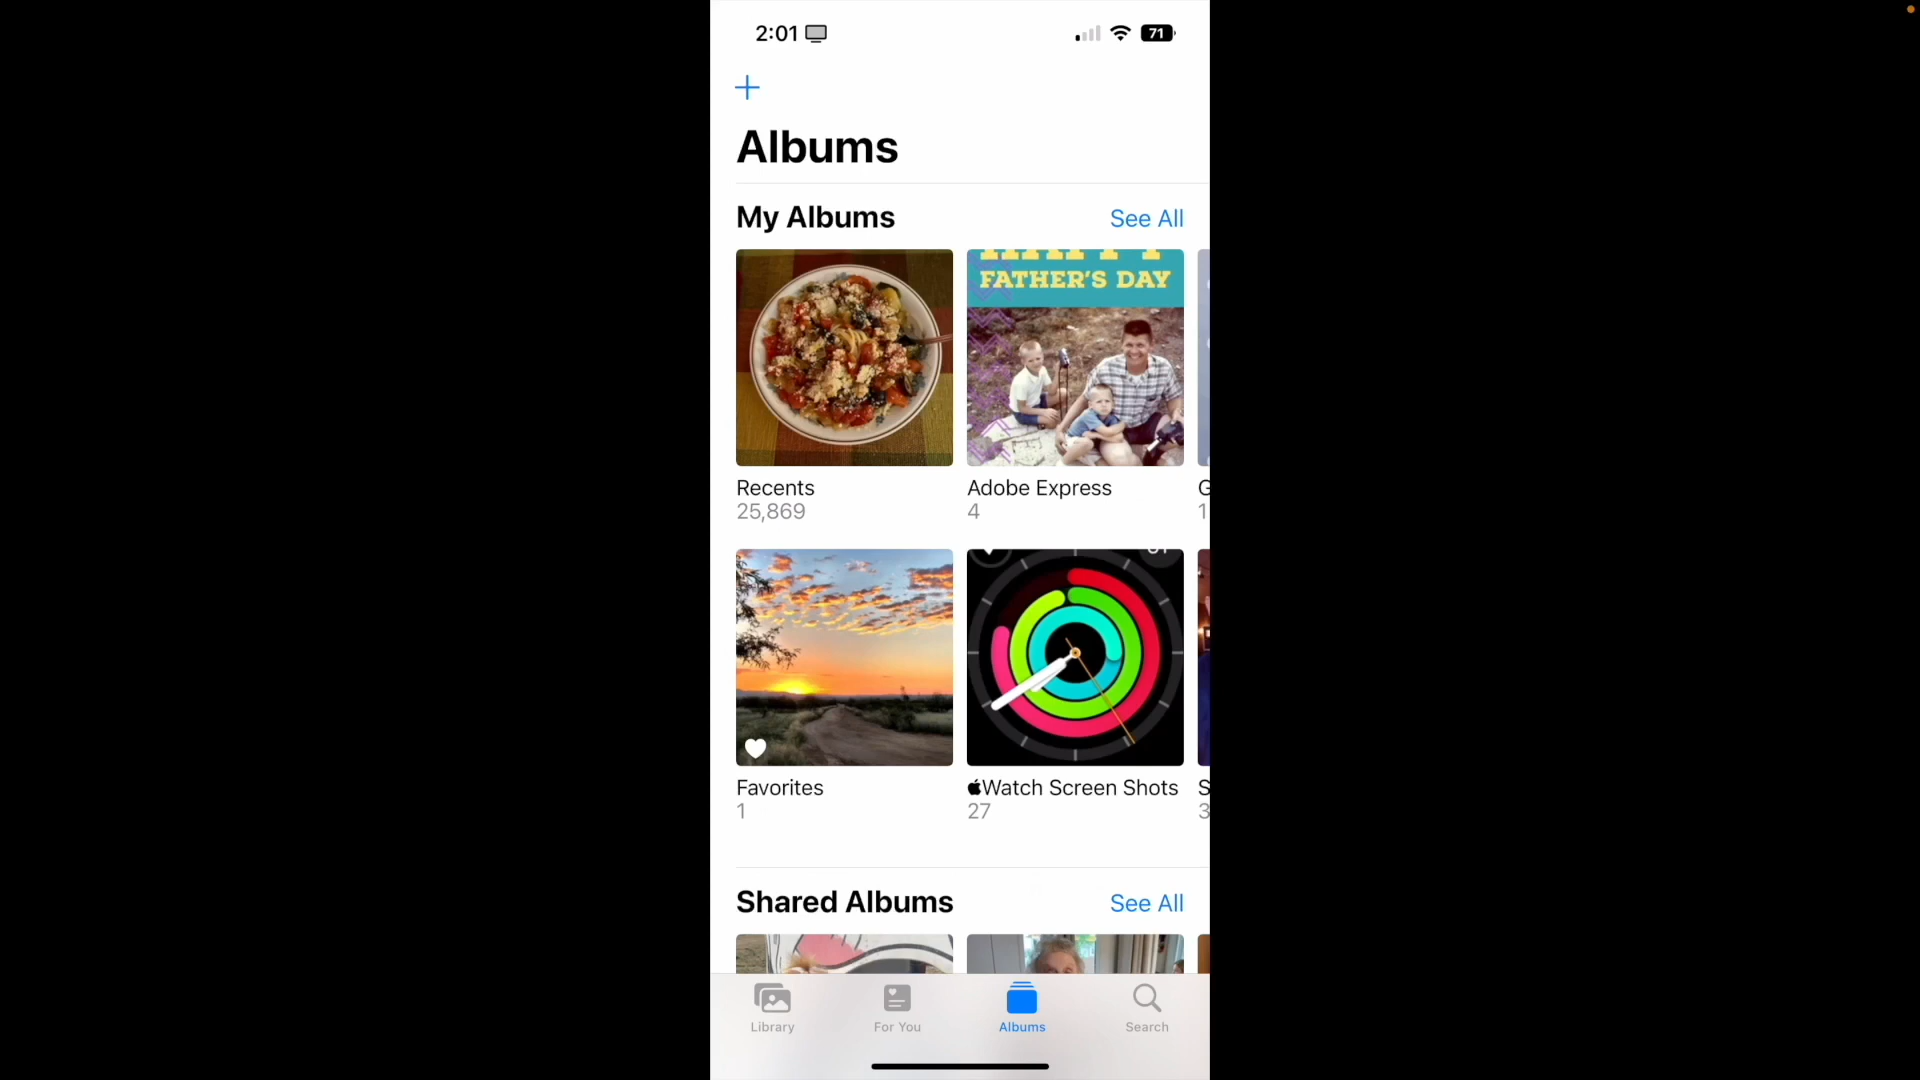 2:01
71
Albums
My Albums
See All
FATHER'S DAY
Recents
25,869
Adobe Express
4
Favorites
1
Watch Screen Shots
27
Shared Albums
See All
Library
For You
Albums
Search